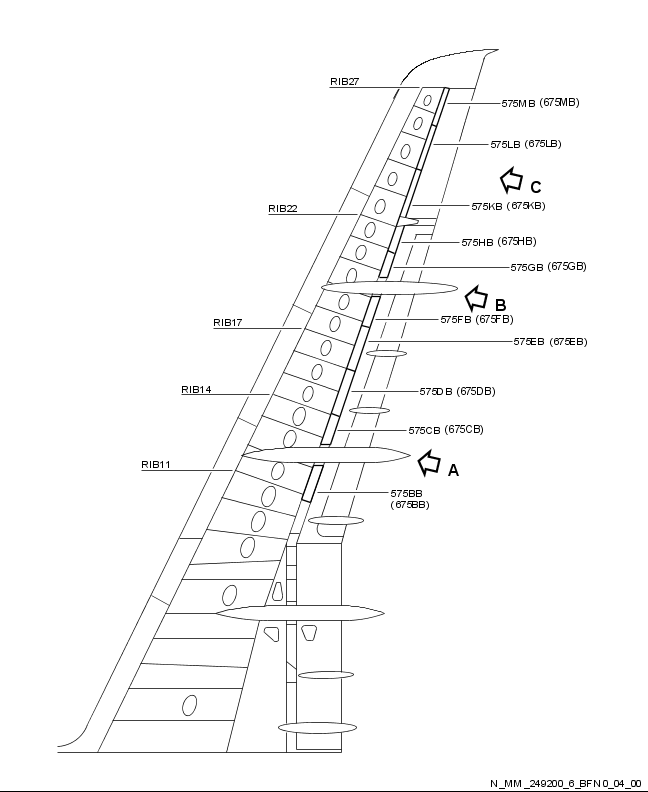 RIB27
575MB (675MB)
575LB (675LB)
C
RIB22
575KB (675KB)
575HB (675HB)
575GB (675GB)
B
RIB17
575FB (675FB)
575EB (675EB)
RIB14
575DB (675DB)
575CB (675CB)
RIB11
A
575BB
(675BB)
N_MM_249200_6_BFN0_04_00